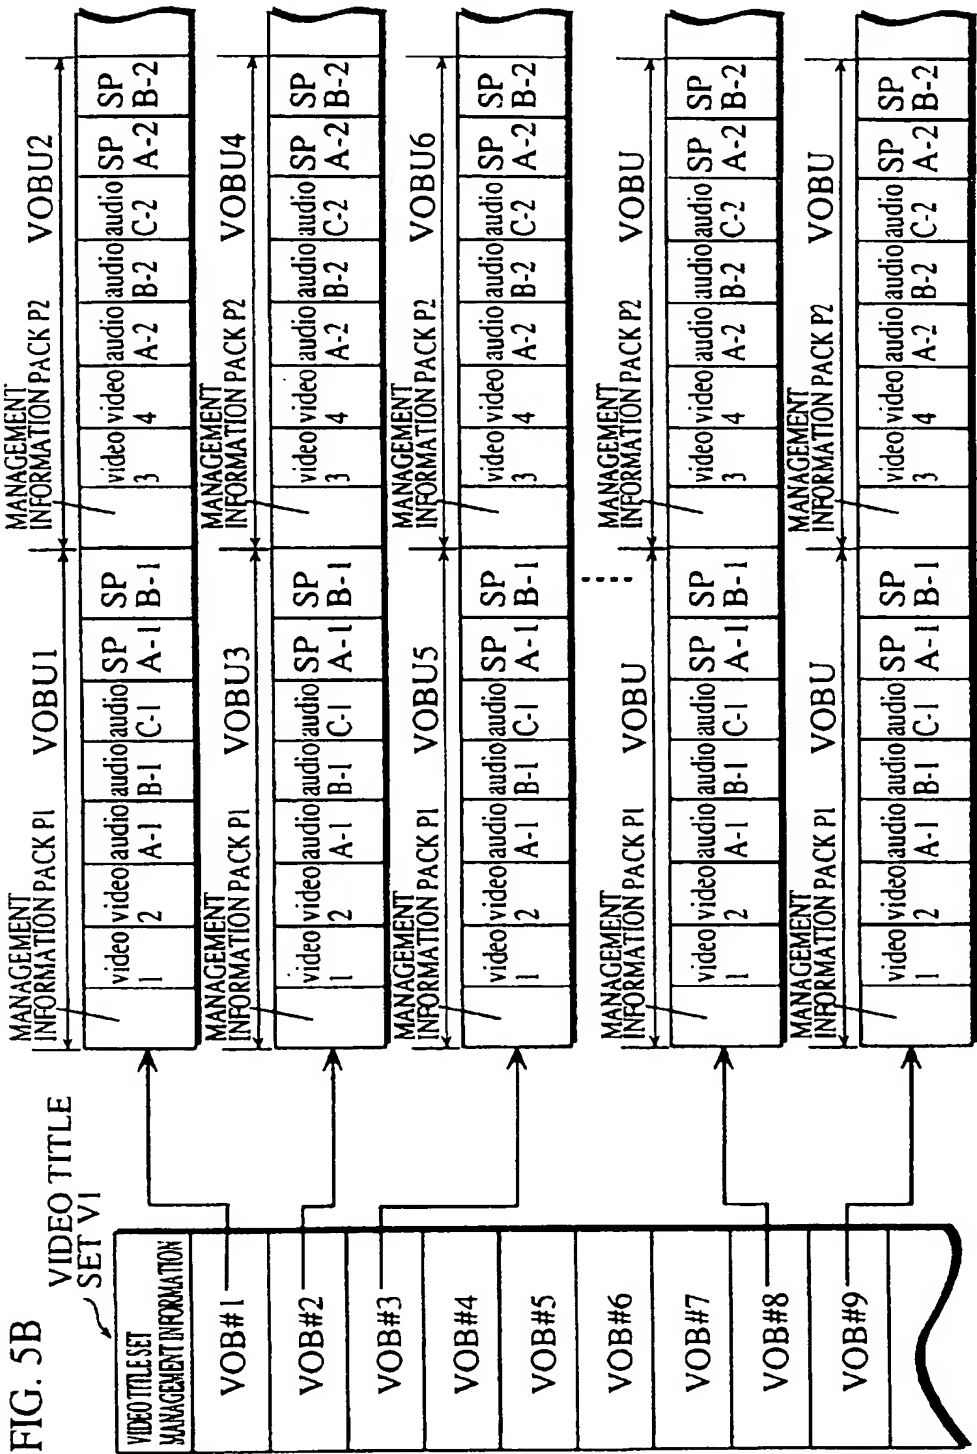 FIG. 5B
VIDEO TITLE
SET V1
VIDEO TITLE SET
MANAGEMENT INFORMATION
VOB#1
VOB#2
VOB#3
VOB#4
VOB#5
VOB#6
VOB#7
VOB#8
VOB#9
MANAGEMENT
INFORMATION PACK P1
VOBU1
MANAGEMENT
INFORMATION PACK P2
VOBU2
video video audio audio audio SP SP video video audio audio audio SP SP
1 2 A-1 B-1 C-1 A-1 B-1 3 4 A-2 B-2 C-2 A-2 B-2
MANAGEMENT
INFORMATION PACK P1
VOBU3
MANAGEMENT
INFORMATION PACK P2
VOBU4
video video audio audio audio SP SP video video audio audio audio SP SP
1 2 A-1 B-1 C-1 A-1 B-1 3 4 A-2 B-2 C-2 A-2 B-2
MANAGEMENT
INFORMATION PACK P1
VOBU5
MANAGEMENT
INFORMATION PACK P2
VOBU6
video video audio audio audio SP SP video video audio audio audio SP SP
1 2 A-1 B-1 C-1 A-1 B-1 3 4 A-2 B-2 C-2 A-2 B-2
MANAGEMENT
INFORMATION PACK P1
VOBU
MANAGEMENT
INFORMATION PACK P2
VOBU
video video audio audio audio SP SP video video audio audio audio SP SP
1 2 A-1 B-1 C-1 A-1 B-1 3 4 A-2 B-2 C-2 A-2 B-2
MANAGEMENT
INFORMATION PACK P1
VOBU
MANAGEMENT
INFORMATION PACK P2
VOBU
video video audio audio audio SP SP video video audio audio audio SP SP
1 2 A-1 B-1 C-1 A-1 B-1 3 4 A-2 B-2 C-2 A-2 B-2